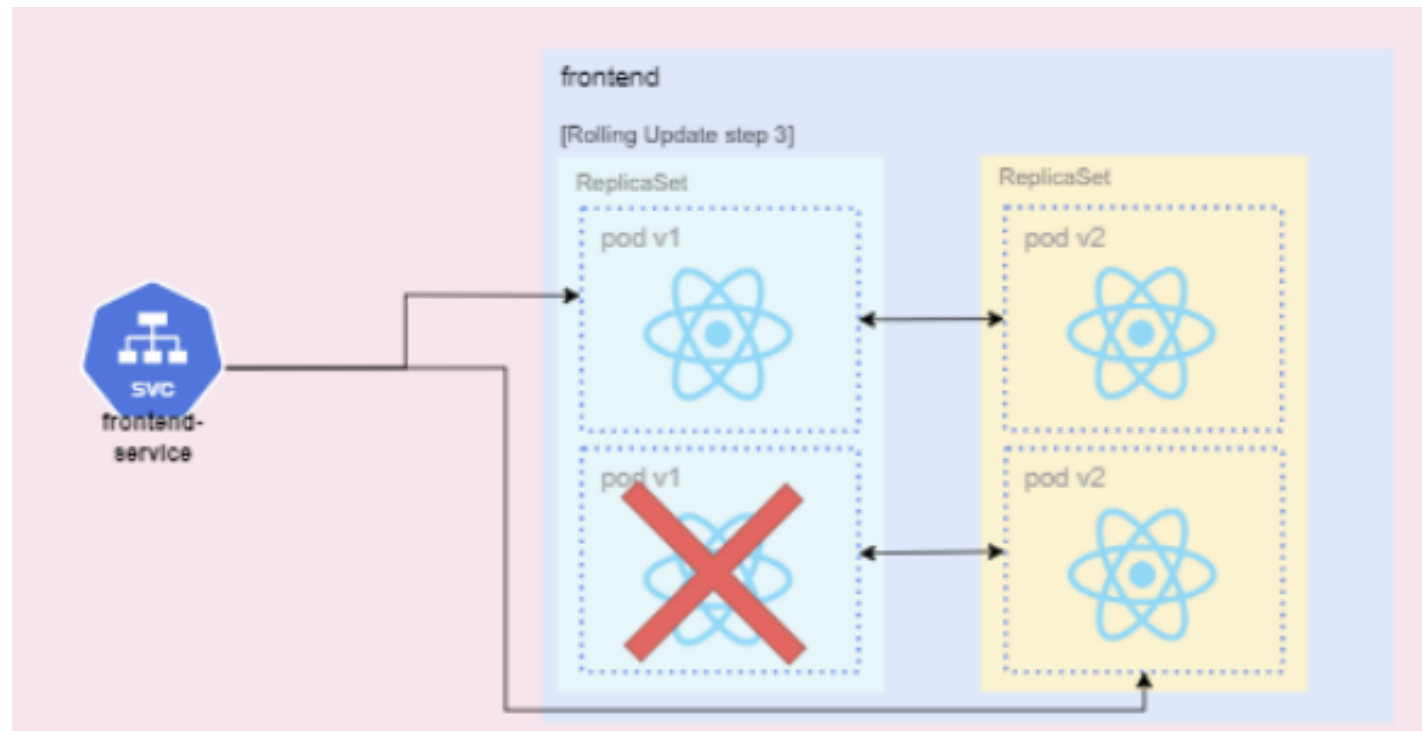 frontend
[Rolling Update step 3]
ReplicaSet
ReplicaSet
pod v1
pod v2
svc
frontend-
service
pod v1
pod v2